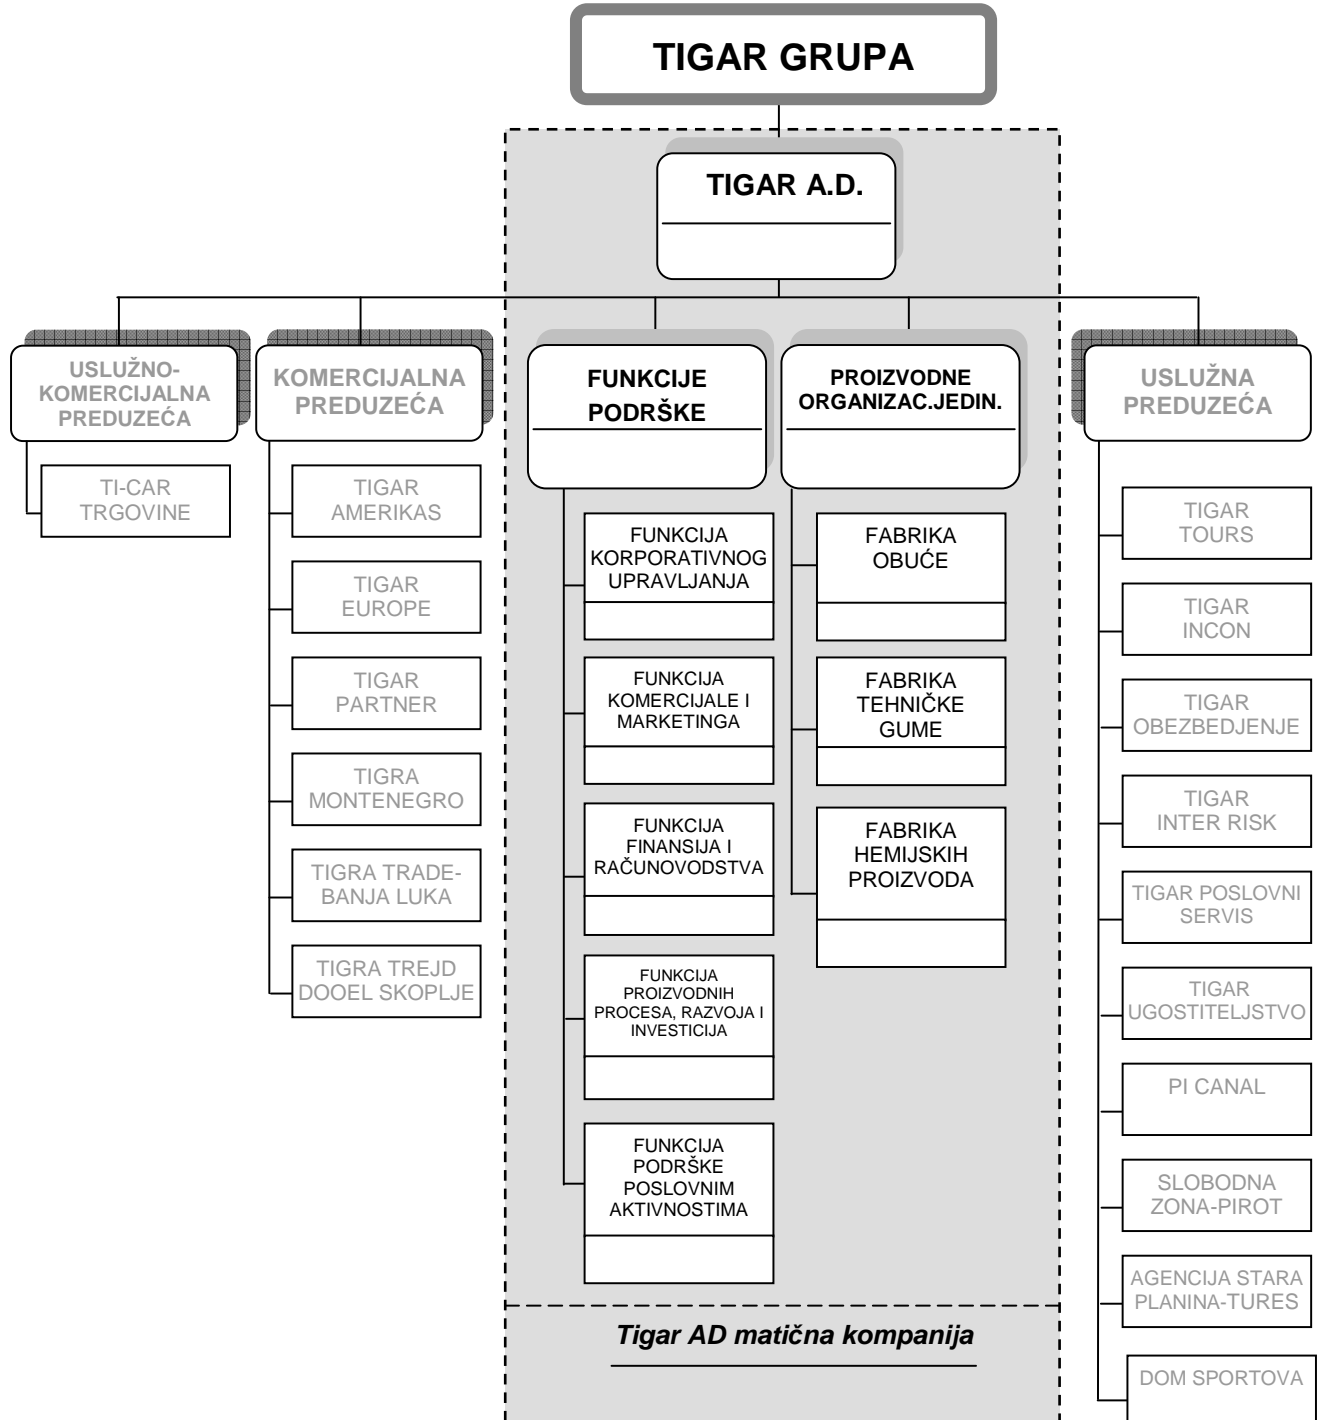 TIGAR GRUPA
TIGAR A.D.
USLUŽNO-
KOMERCIJALNA
PREDUZEĆA
TI-CAR
TRGOVINE
KOMERCIJALNA
PREDUZEĆA
TIGAR
AMERIKAS
TIGAR
EUROPE
TIGAR
PARTNER
TIGRA
MONTENEGRO
TIGRA TRADE-
BANJA LUKA
TIGRA TREJD
DOOEL SKOPLJE
FUNKCIJE
PODRŠKE
FUNKCIJA
KORPORATIVNOG
UPRAVLJANJA
FUNKCIJA
KOMERCIJALE I
MARKETINGA
FUNKCIJA
FINANSIJA I
RAČUNOVODSTVA
FUNKCIJA
PROIZVODNIH
PROCESA, RAZVOJA I
INVESTICIJA
FUNKCIJA
PODRŠKE
POSLOVNIM
AKTIVNOSTIMA
PROIZVODNE
ORGANIZAC.JEDIN.
FABRIKA
OBUĆE
FABRIKA
TEHNIČKE
GUME
FABRIKA
HEMIJSKIH
PROIZVODA
USLUŽNA
PREDUZEĆA
TIGAR
TOURS
TIGAR
INCON
TIGAR
OBEZBEDJENJE
TIGAR
INTER RISK
TIGAR POSLOVNI
SERVIS
TIGAR
UGOSTITELJSTVO
PI CANAL
SLOBODNA
ZONA-PIROT
AGENCIJA STARA
PLANINA-TURES
DOM SPORTOVA
Tigar AD matična kompanija